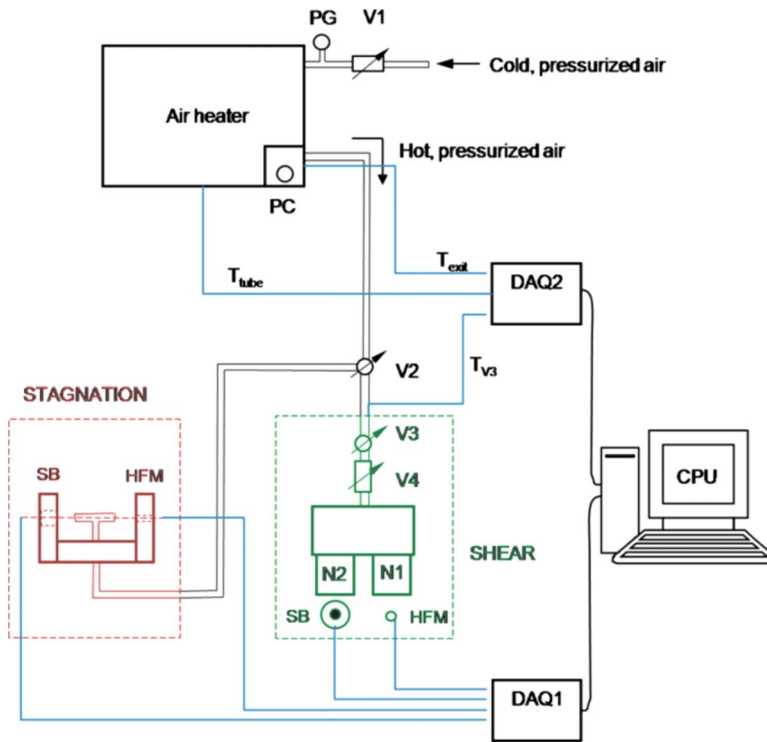 PG V1
Cold, pressurized air
Air heater
Hot, pressurized air
PC
T_exit
T_tube
DAQ2
T_V3
V2
STAGNATION
V3
SB HFM
V4
CPU
SHEAR
N2 N1
SB HFM
DAQ1